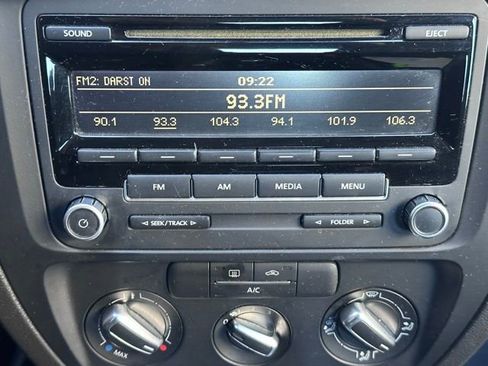 SOUND EJECT
FM2: DARST ON 09:22
93.3FM
90.1 93.3 104.3 94.1 101.9 106.3
FM AM MEDIA MENU
SEEK/TRACK FOLDER
A/C
MAX